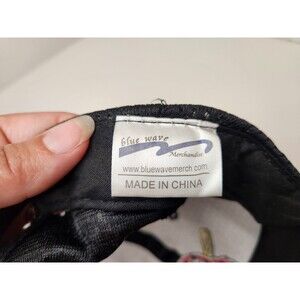 blue wave
Merchandise
www.bluewavemerch.com
MADE IN CHINA